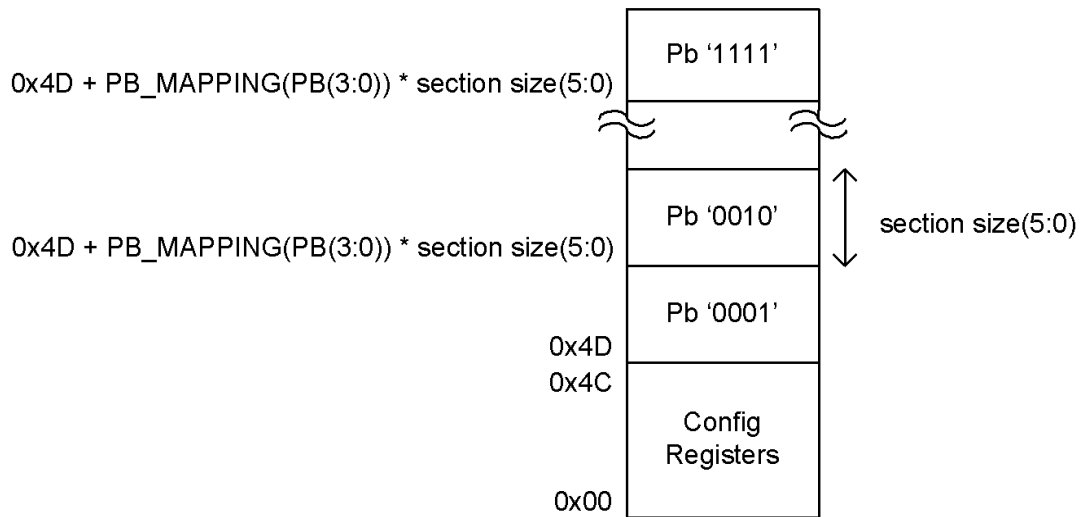 Pb ‘1111’
0x4D + PB_MAPPING(PB(3:0)) * section size(5:0)
Pb ‘0010’
section size(5:0)
0x4D + PB_MAPPING(PB(3:0)) * section size(5:0)
Pb ‘0001’
0x4D
0x4C
Config
Registers
0x00